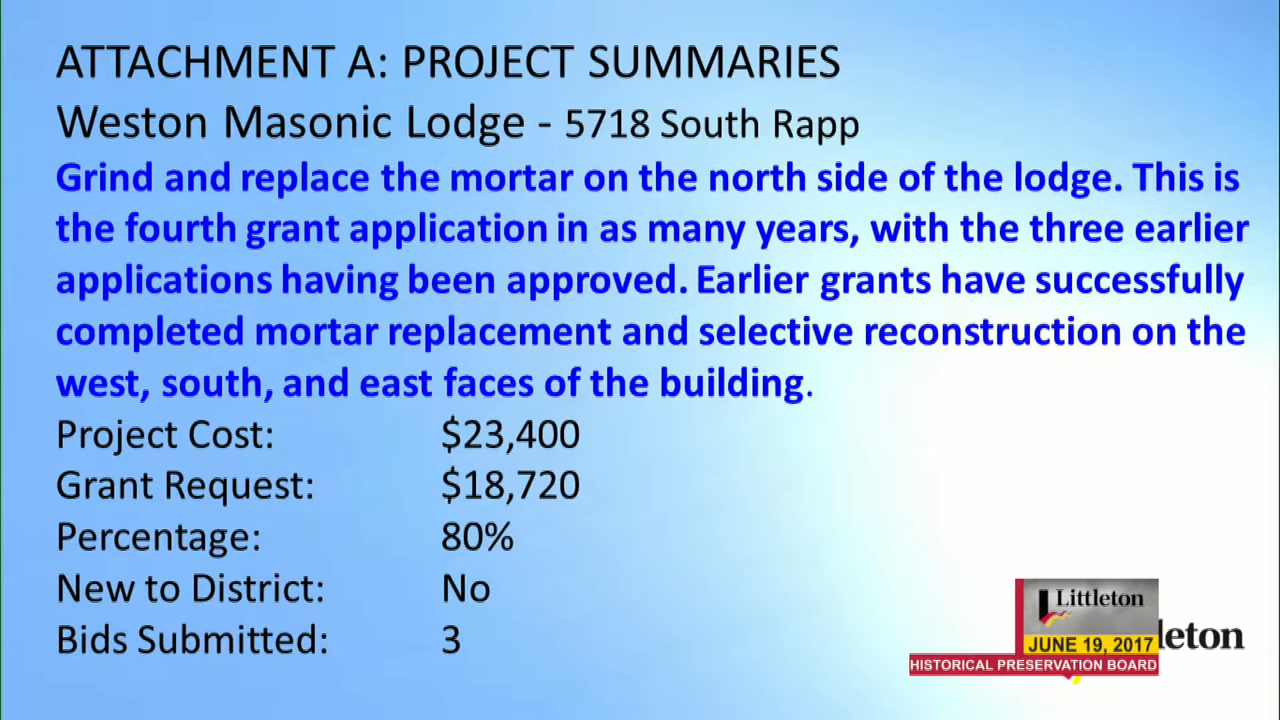 ATTACHMENT A: PROJECT SUMMARIES
Weston Masonic Lodge - 5718 South Rapp
Grind and replace the mortar on the north side of the lodge. This is
the fourth grant application in as many years, with the three earlier
applications having been approved. Earlier grants have successfully
completed mortar replacement and selective reconstruction on the
west, south, and east faces of the building.
Project Cost: $23,400
Grant Request: $18,720
Percentage: 80%
New to District: No
Bids Submitted: 3
Littleton
leton
JUNE 19, 2017
HISTORICAL PRESERVATION BOARD